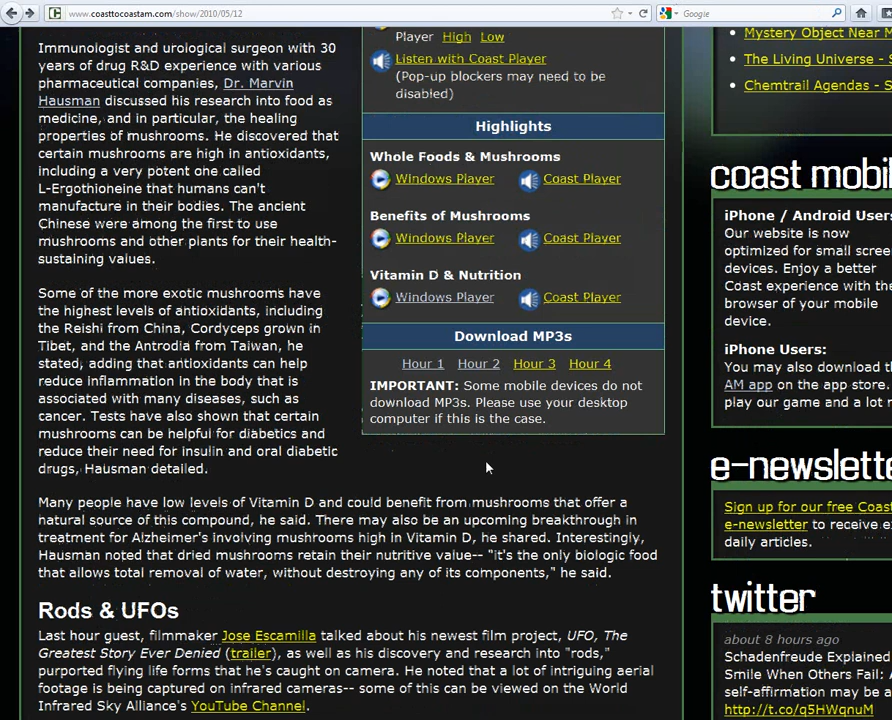 www.coasttocoastam.com/show/2010/05/12
Google
Immunologist and urological surgeon with 30
years of drug R&D experience with various
pharmaceutical companies, Dr. Marvin
Hausman discussed his research into food as
medicine, and in particular, the healing
properties of mushrooms. He discovered that
certain mushrooms are high in antioxidants,
including a very potent one called
L-Ergothioneine that humans can't
manufacture in their bodies. The ancient
Chinese were among the first to use
mushrooms and other plants for their health-
sustaining values.
Some of the more exotic mushrooms have
the highest levels of antioxidants, including
the Reishi from China, Cordyceps grown in
Tibet, and the Antrodia from Taiwan, he
stated, adding that antioxidants can help
reduce inflammation in the body that is
associated with many diseases, such as
cancer. Tests have also shown that certain
mushrooms can be helpful for diabetics and
reduce their need for insulin and oral diabetic
drugs, Hausman detailed.
Many people have low levels of Vitamin D and could benefit from mushrooms that offer a
natural source of this compound, he said. There may also be an upcoming breakthrough in
treatment for Alzheimer's involving mushrooms high in Vitamin D, he shared. Interestingly,
Hausman noted that dried mushrooms retain their nutritive value-- "it's the only biologic food
that allows total removal of water, without destroying any of its components," he said.
Rods & UFOs
Last hour guest, filmmaker Jose Escamilla talked about his newest film project, UFO, The
Greatest Story Ever Denied (trailer), as well as his discovery and research into "rods,"
purported flying life forms that he's caught on camera. He noted that a lot of intriguing aerial
footage is being captured on infrared cameras-- some of this can be viewed on the World
Infrared Sky Alliance's YouTube Channel.
Player High Low
Listen with Coast Player
(Pop-up blockers may need to be
disabled)
Highlights
Whole Foods & Mushrooms
Windows Player Coast Player
Benefits of Mushrooms
Windows Player Coast Player
Vitamin D & Nutrition
Windows Player Coast Player
Download MP3s
Hour 1 Hour 2 Hour 3 Hour 4
IMPORTANT: Some mobile devices do not
download MP3s. Please use your desktop
computer if this is the case.
Mystery Object Near M
The Living Universe - S
Chemtrail Agendas - S
coast mobil
iPhone / Android Users
Our website is now
optimized for small scree
devices. Enjoy a better
Coast experience with the
browser of your mobile
device.
iPhone Users:
You may also download th
AM app on the app store.
play our game and a lot
e-newslette
Sign up for our free Coas
e-newsletter to receive e
daily articles.
twitter
about 8 hours ago
Schadenfreude Explained
Smile When Others Fail: A
self-affirmation may be a
http://t.co/q5HWgnuM